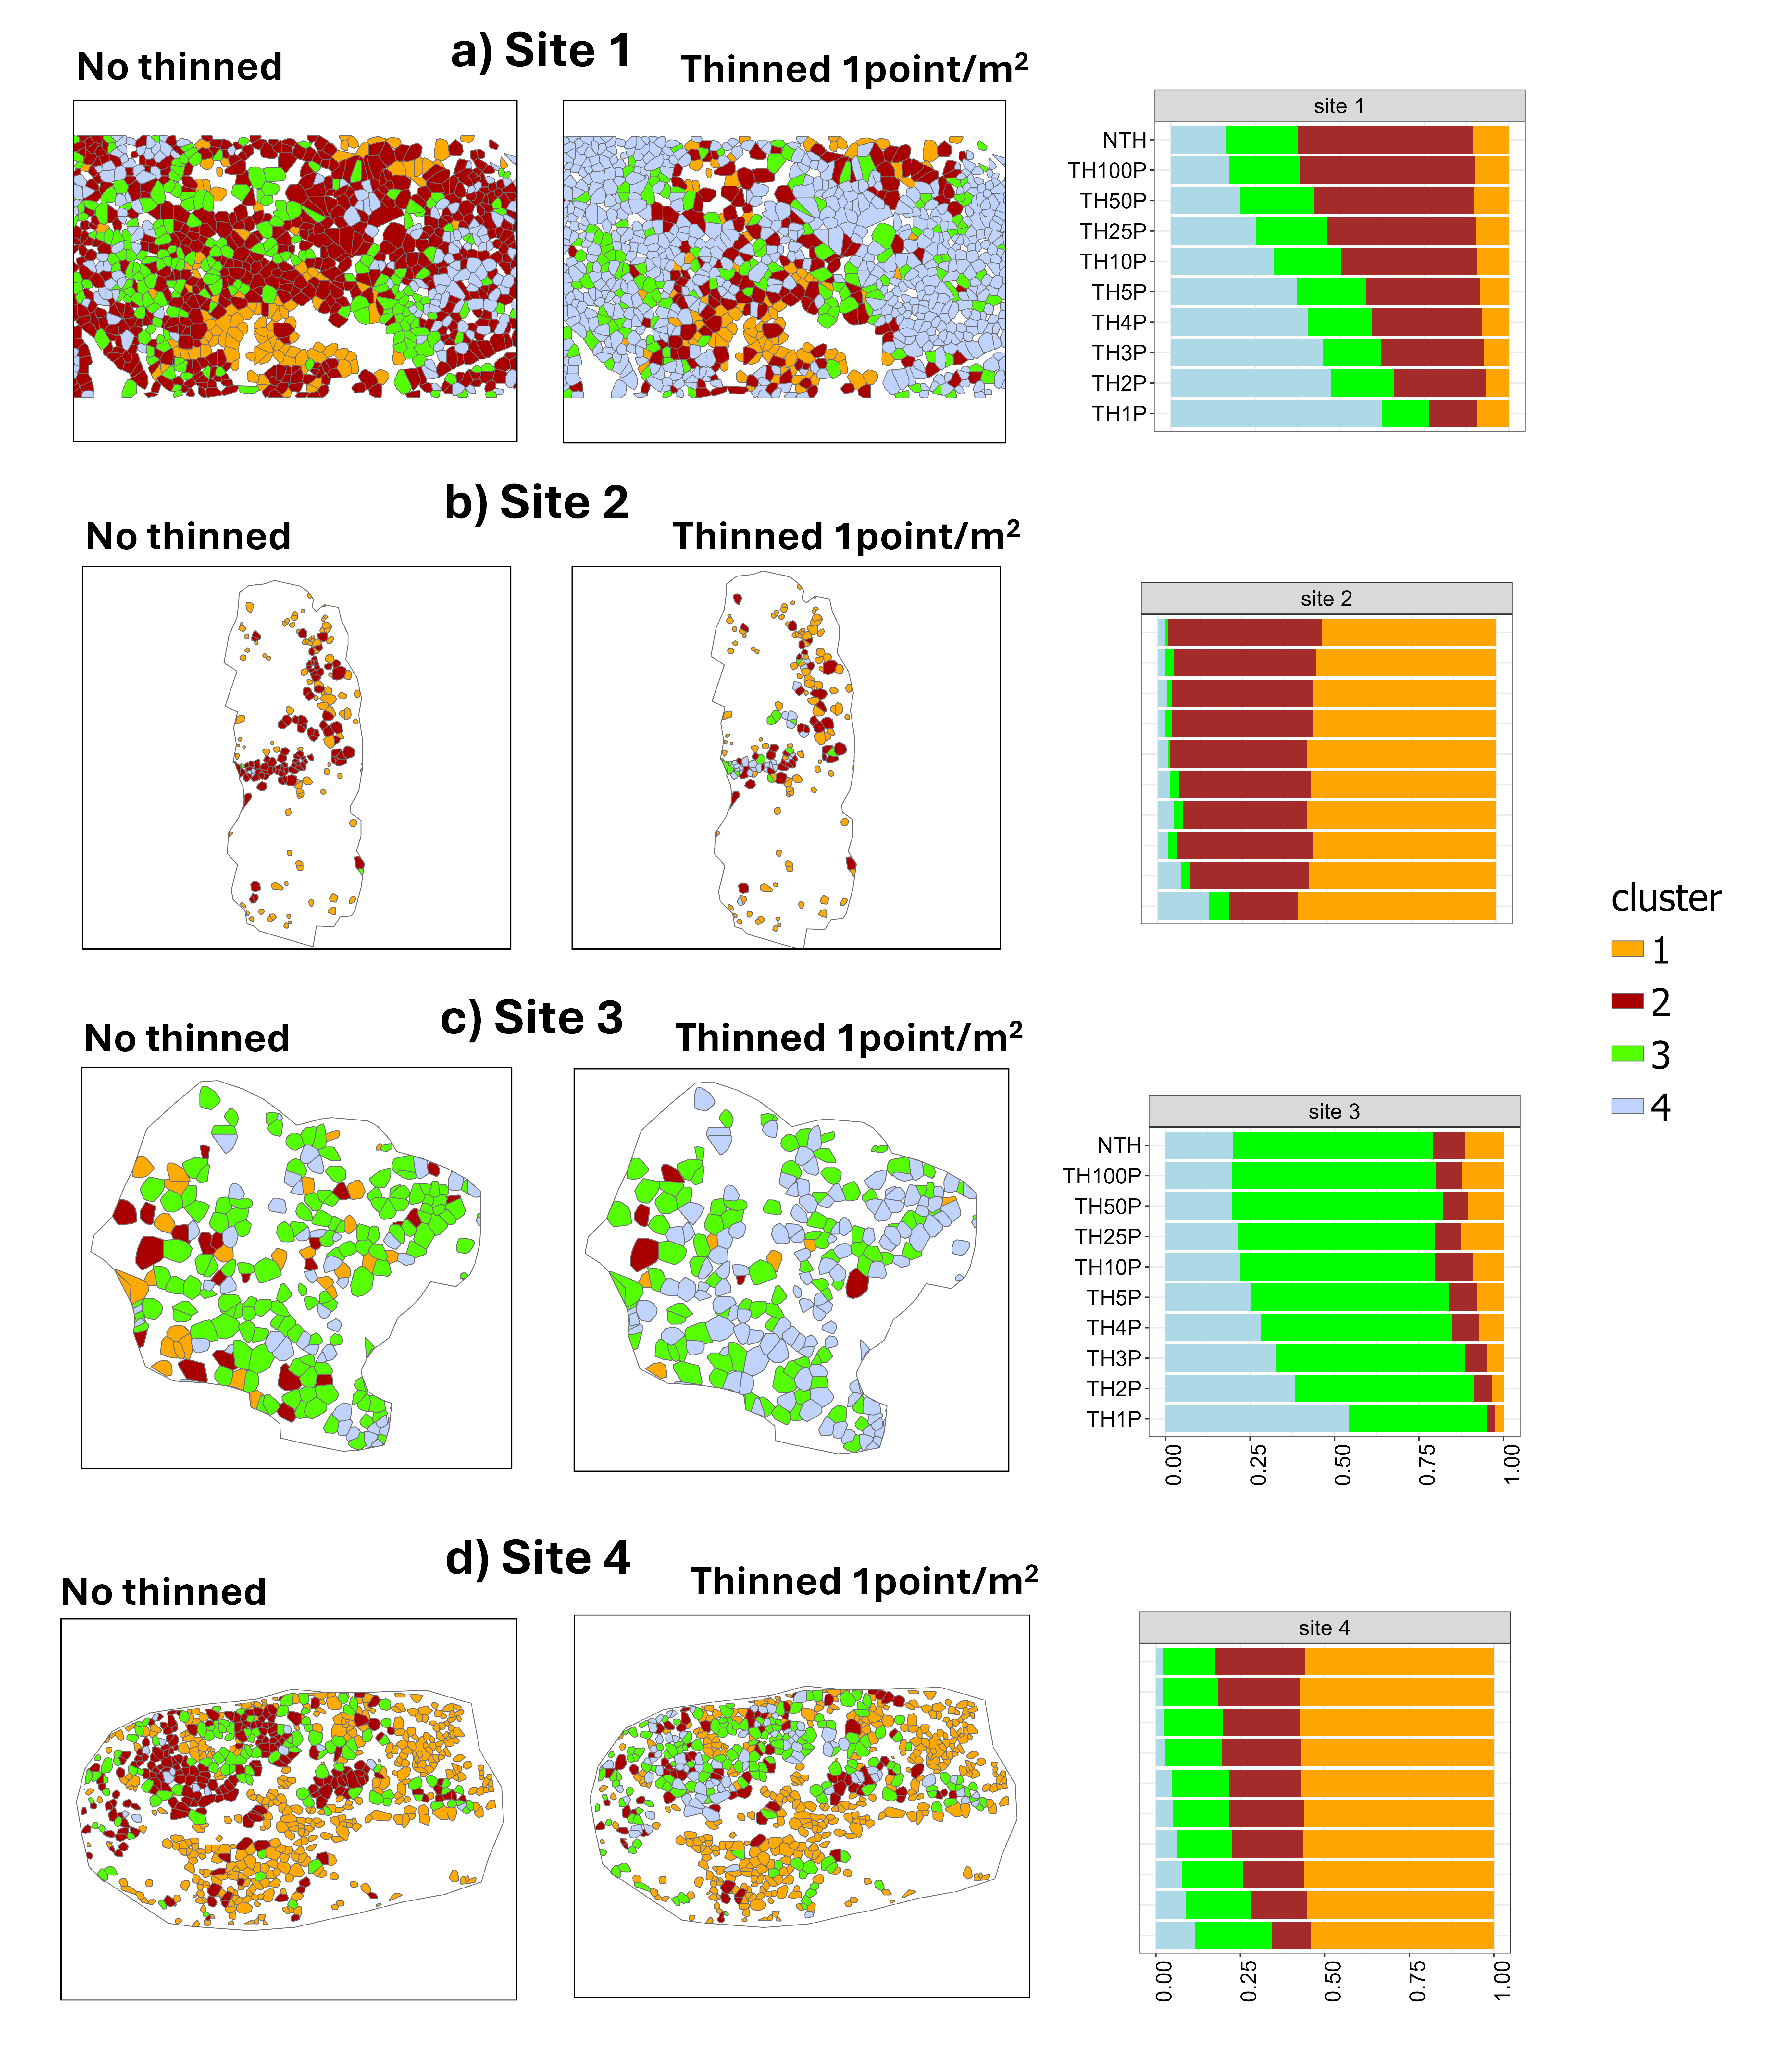 a) Site 1
No thinned
Thinned 1point/m²
site 1
NTH
TH100P
TH50P
TH25P
TH10P
TH5P
TH4P
TH3P
TH2P
TH1P
b) Site 2
No thinned
Thinned 1point/m²
site 2
cluster
1
2
3
4
c) Site 3
No thinned
Thinned 1point/m²
site 3
NTH
TH100P
TH50P
TH25P
TH10P
TH5P
TH4P
TH3P
TH2P
TH1P
0.00 0.25 0.50 0.75 1.00
d) Site 4
No thinned
Thinned 1point/m²
site 4
0.00 0.25 0.50 0.75 1.00